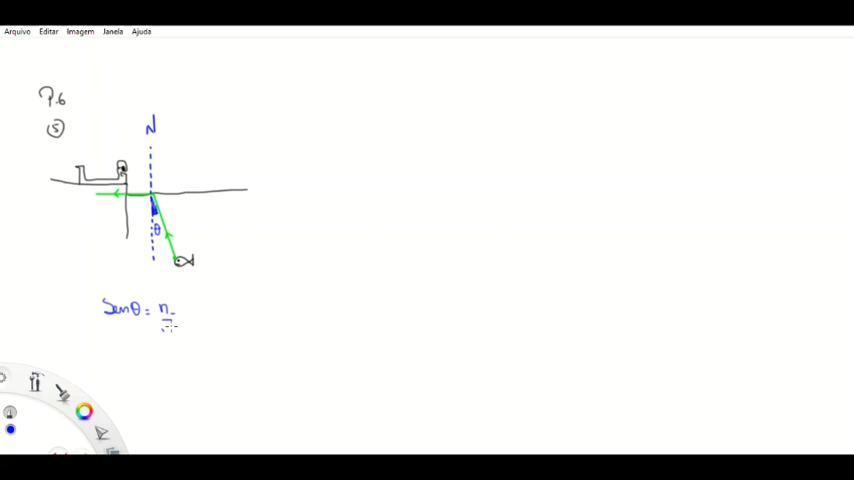 Arquivo Editar Imagem Janela Ajuda
P.6
5
N
θ
Senθ = n